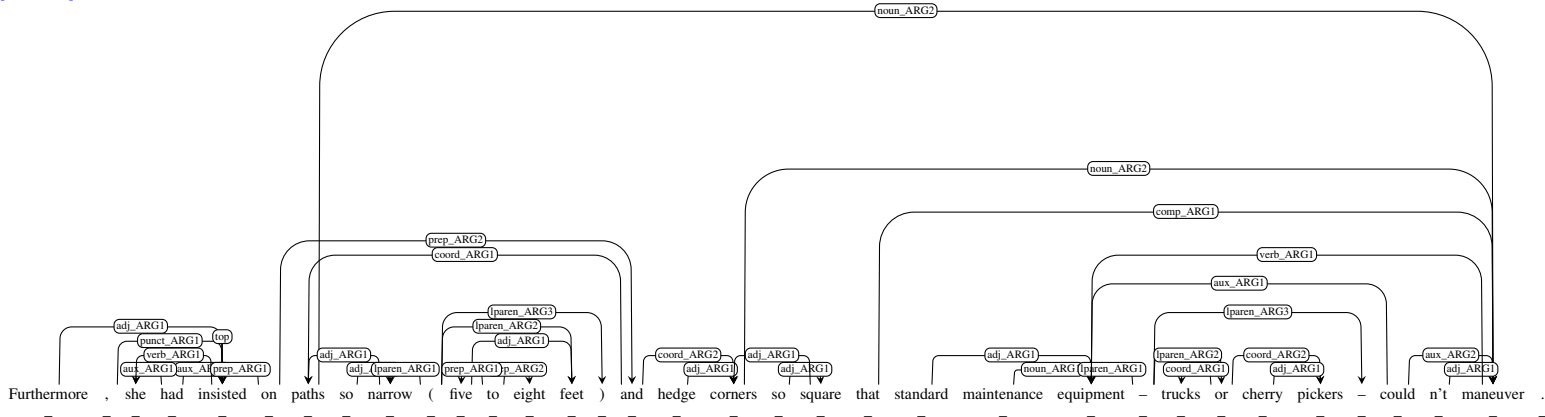 noun_ARG2
noun_ARG2
comp_ARG1
prep_ARG2
coord_ARG1 verb_ARG1
aux_ARG1
lparen_ARG3 lparen_ARG3
adj_ARG1 lparen_ARG2
punct_ARG1 top adj_ARG1
verb_ARG1 adj_ARG1 coord_ARG2 adj_ARG1 adj_ARG1 lparen_ARG2 coord_ARG2 aux_ARG2
aux_ARG1 prep_ARG1 lparen_ARG1 prep_ARG1 adj_ARG1 adj_ARG1 lparen_ARG1 coord_ARG1 adj_ARG1 adj_ARG1
Furthermore , she had insisted on paths so narrow ( five to eight feet ) and hedge corners so square that standard maintenance equipment – trucks or cherry pickers – could n't maneuver .